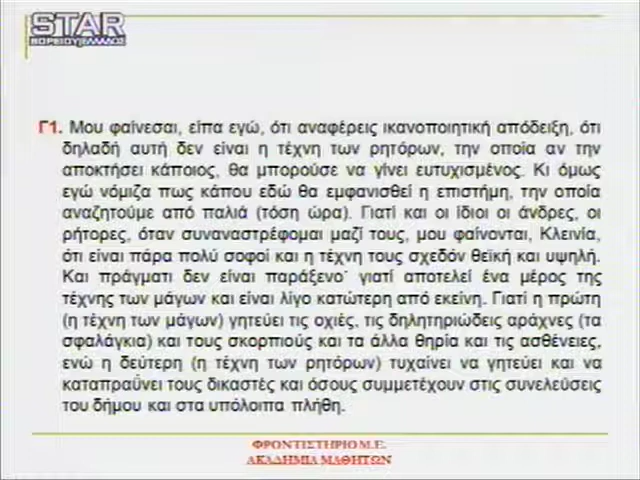 STAR
ΒΟΡΕΙΟΥ ΕΛΛΑΔΟΣ
Γ1. Μου φαίνεσαι, είπα εγώ, ότι αναφέρεις ικανοποιητική απόδειξη, ότι
δηλαδή αυτή δεν είναι η τέχνη των ρητόρων, την οποία αν την
αποκτήσει κάποιος, θα μπορούσε να γίνει ευτυχισμένος. Κι όμως
εγώ νόμιζα πως κάπου εδώ θα εμφανισθεί η επιστήμη, την οποία
αναζητούμε από παλιά (τόση ώρα). Γιατί και οι ίδιοι οι άνδρες, οι
ρήτορες, όταν συναναστρέφομαι μαζί τους, μου φαίνονται, Κλεινία,
ότι είναι πάρα πολύ σοφοί και η τέχνη τους σχεδόν θεϊκή και υψηλή.
Και πράγματι δεν είναι παράξενο˙ γιατί αποτελεί ένα μέρος της
τέχνης των μάγων και είναι λίγο κατώτερη από εκείνη. Γιατί η πρώτη
(η τέχνη των μάγων) γητεύει τις οχιές, τις δηλητηριώδεις αράχνες (τα
σφαλάγκια) και τους σκορπιούς και τα άλλα θηρία και τις ασθένειες,
ενώ η δεύτερη (η τέχνη των ρητόρων) τυχαίνει να γητεύει και να
καταπραΰνει τους δικαστές και όσους συμμετέχουν στις συνελεύσεις
του δήμου και στα υπόλοιπα πλήθη.
ΦΡΟΝΤΙΣΤΗΡΙΟ Μ.Ε.
ΑΚΑΔΗΜΙΑ ΜΑΘΗΤΩΝ